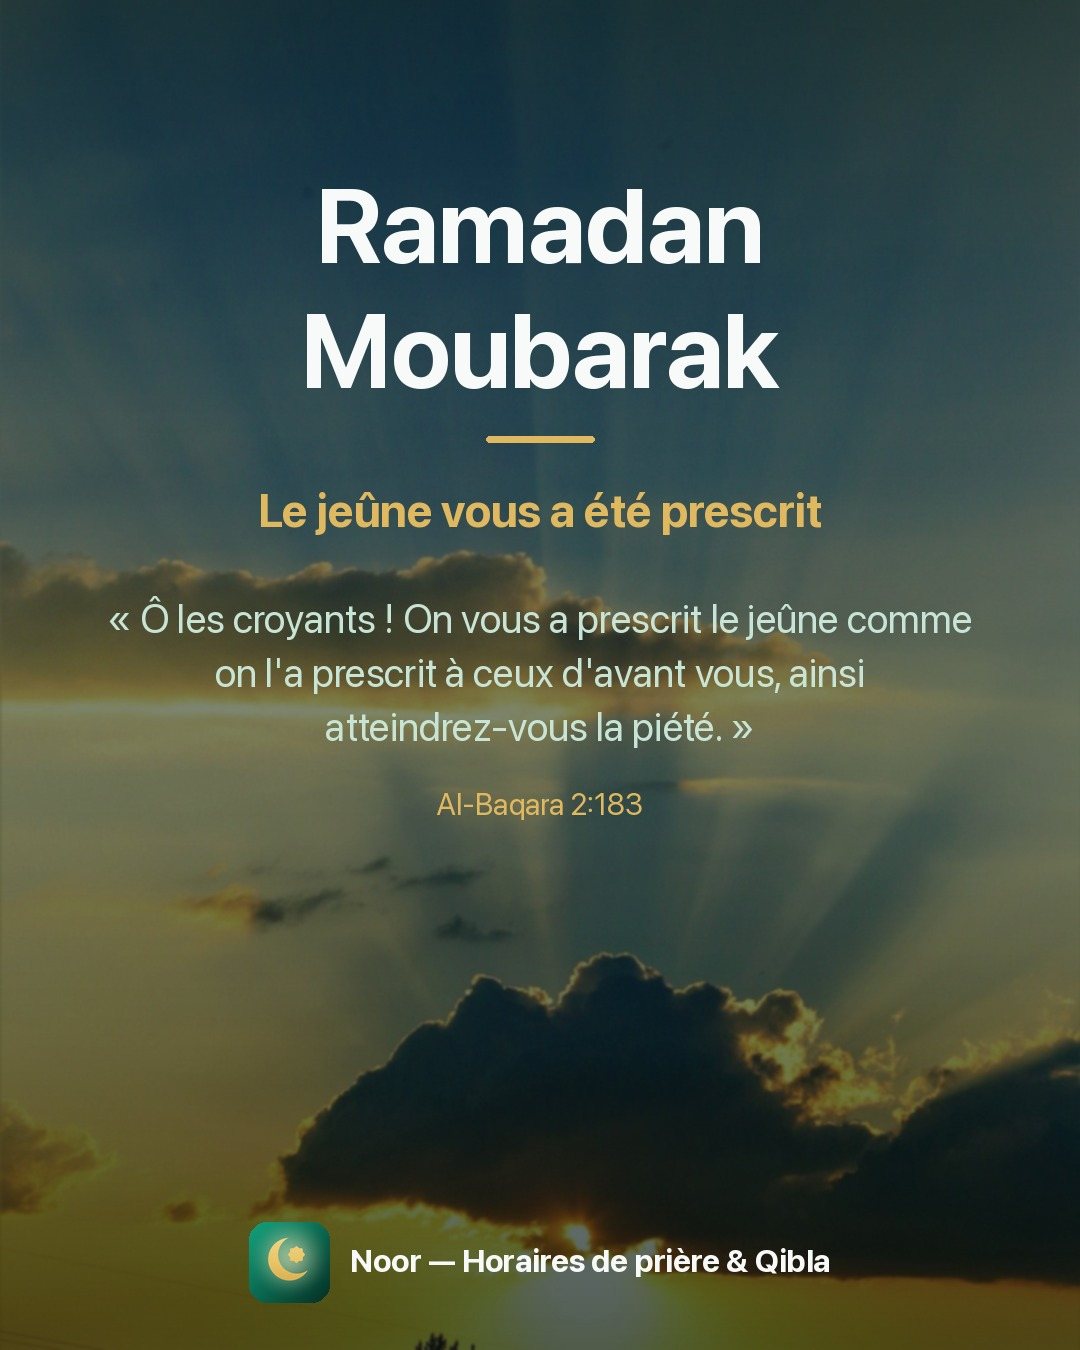 Ramadan
Moubarak
Le jeûne vous a été prescrit
« Ô les croyants ! On vous a prescrit le jeûne comme
on l'a prescrit à ceux d'avant vous, ainsi
atteindrez-vous la piété. »
Al-Baqara 2:183
Noor — Horaires de prière & Qibla